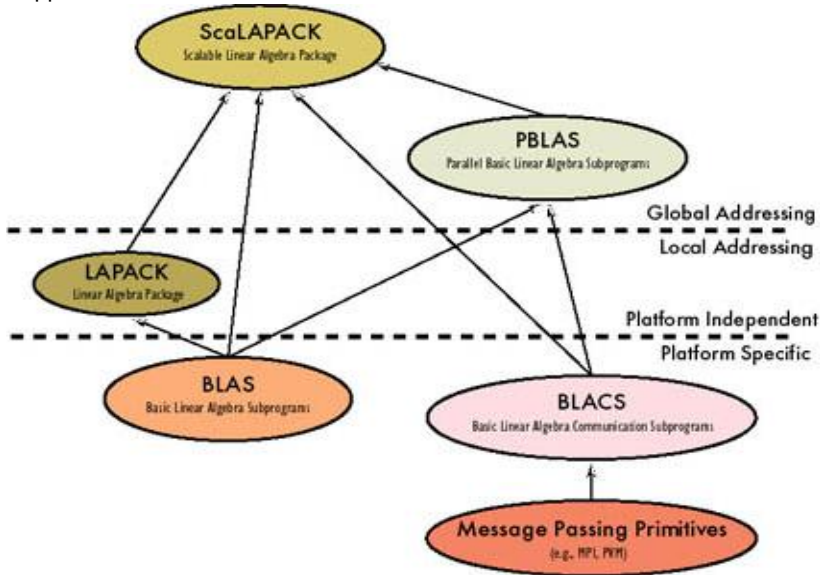 ScaLAPACK
Scalable Linear Algebra Package
PBLAS
Parallel Basic Linear Algebra Subprograms
Global Addressing
Local Addressing
LAPACK
Linear Algebra Package
Platform Independent
Platform Specific
BLAS
Basic Linear Algebra Subprograms
BLACS
Basic Linear Algebra Communication Subprograms
Message Passing Primitives
(e.g., MPI, PVM)